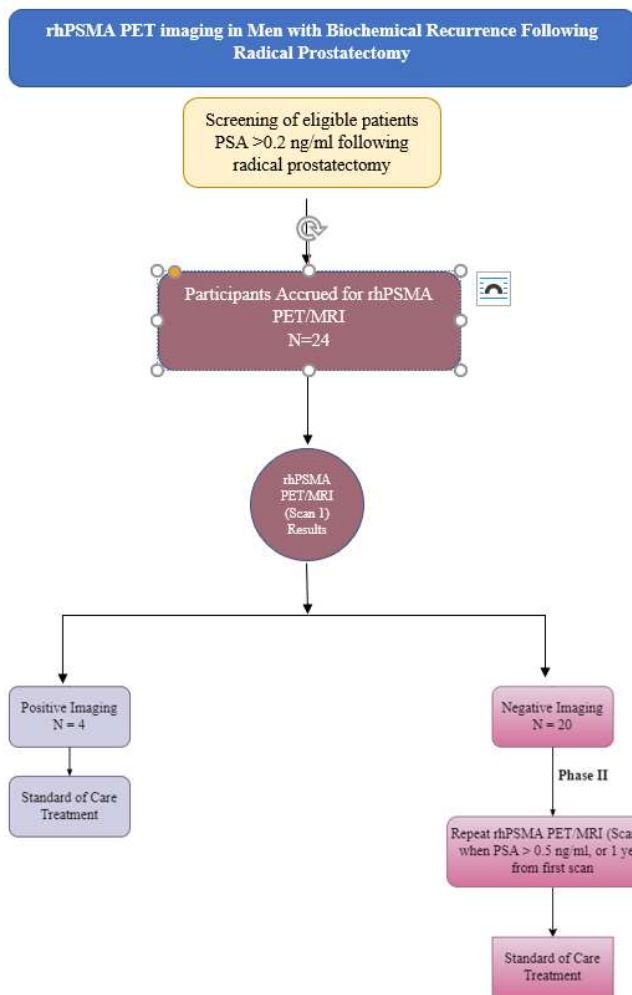 rhPSMA PET imaging in Men with Biochemical Recurrence Following
Radical Prostatectomy
Screening of eligible patients
PSA >0.2 ng/ml following
radical prostatectomy
Participants Accrued for rhPSMA
PET/MRI
N=24
rhPSMA
PET/MRI
(Scan 1)
Results
Positive Imaging
N = 4
Standard of Care
Treatment
Negative Imaging
N = 20
Phase II
Repeat rhPSMA PET/MRI (Sca
when PSA > 0.5 ng/ml, or 1 ye
from first scan
Standard of Care
Treatment